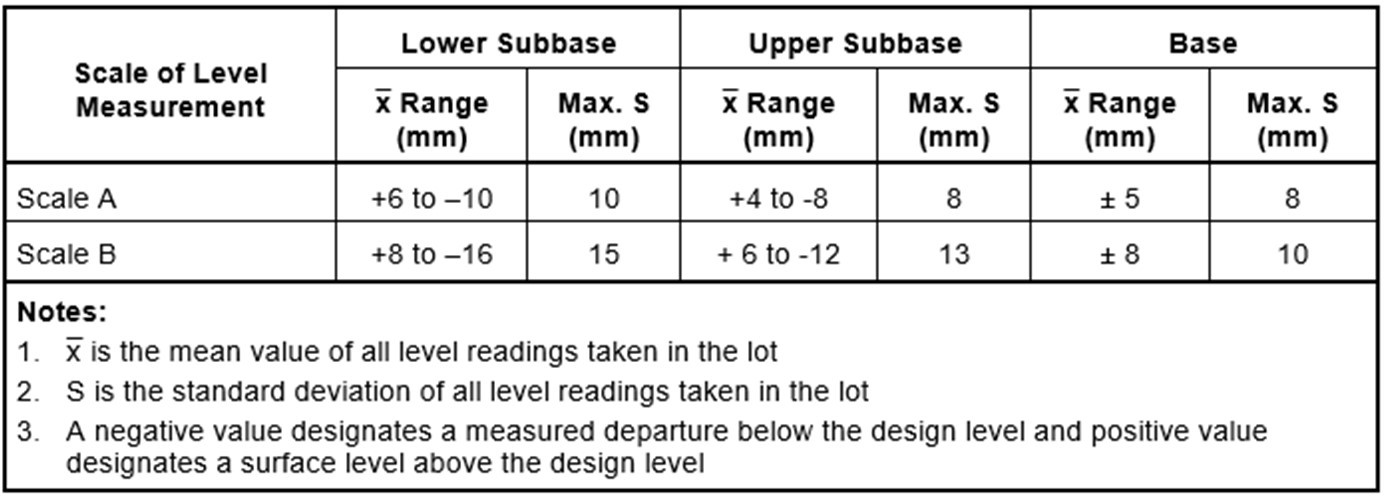 Scale of Level Measurement | Lower Subbase | Upper Subbase | Base
x̅ Range (mm) | Max. S (mm) | x̅ Range (mm) | Max. S (mm) | x̅ Range (mm) | Max. S (mm)
Scale A | +6 to –10 | 10 | +4 to -8 | 8 | ± 5 | 8
Scale B | +8 to –16 | 15 | + 6 to -12 | 13 | ± 8 | 10
Notes:
1. x̅ is the mean value of all level readings taken in the lot
2. S is the standard deviation of all level readings taken in the lot
3. A negative value designates a measured departure below the design level and positive value
designates a surface level above the design level